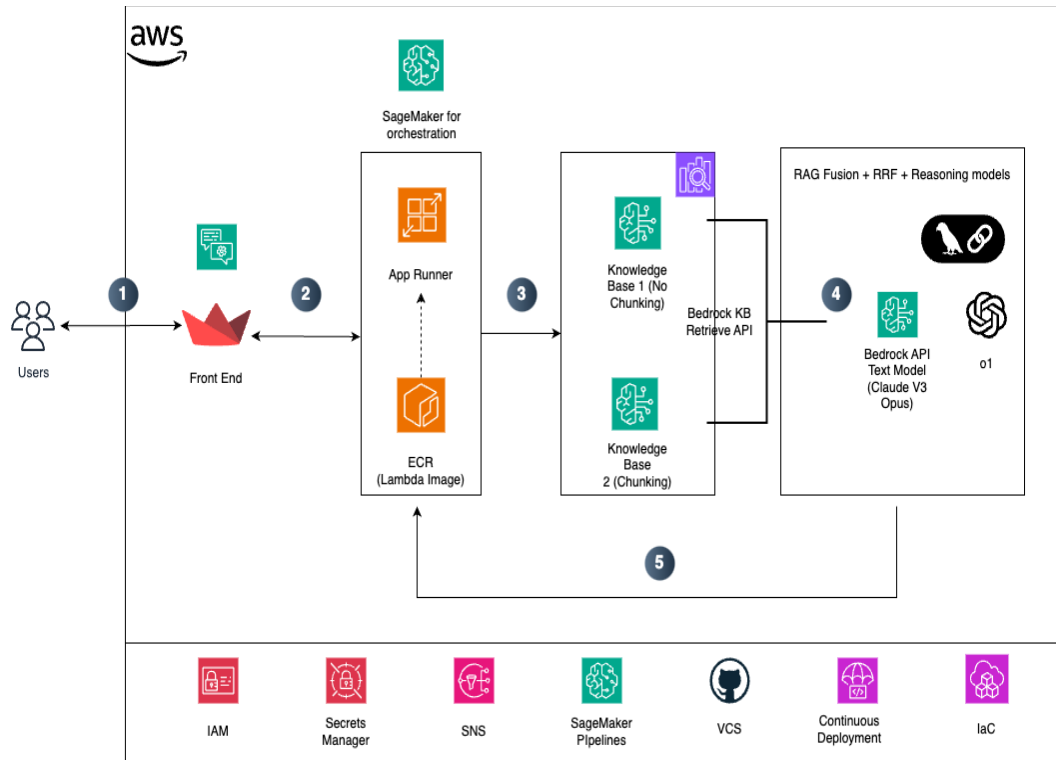 aws
SageMaker for
orchestration
RAG Fusion + RRF + Reasoning models
App Runner
Knowledge
Base 1 (No
Chunking)
1
2
3
4
Bedrock KB
Retrieve API
Users
Front End
Bedrock API
Text Model
(Claude V3
Opus)
o1
ECR
(Lambda Image)
Knowledge
Base
2 (Chunking)
5
IAM
Secrets
Manager
SNS
SageMaker
PIpelines
VCS
Continuous
Deployment
IaC